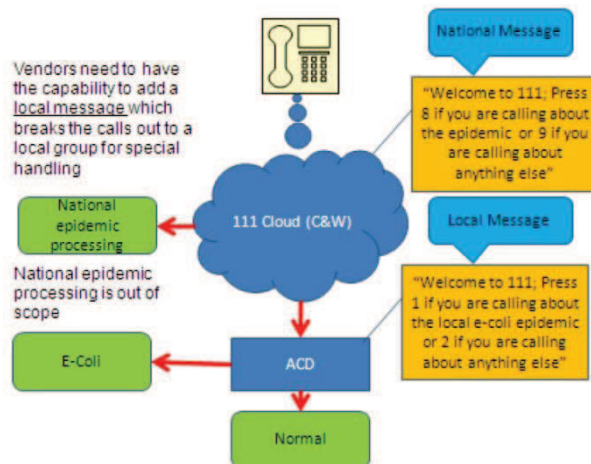 Vendors need to have
the capability to add a
local message which
breaks the calls out to a
local group for special
handling
National Message
"Welcome to 111; Press
8 if you are calling about
the epidemic or 9 if you
are calling about
anything else"
111 Cloud (C&W)
National
epidemic
processing
Local Message
National epidemic
processing is out of
scope
"Welcome to 111; Press
1 if you are calling about
the local e-coli epidemic
or 2 if you are calling
about anything else"
E-Coli
ACD
Normal